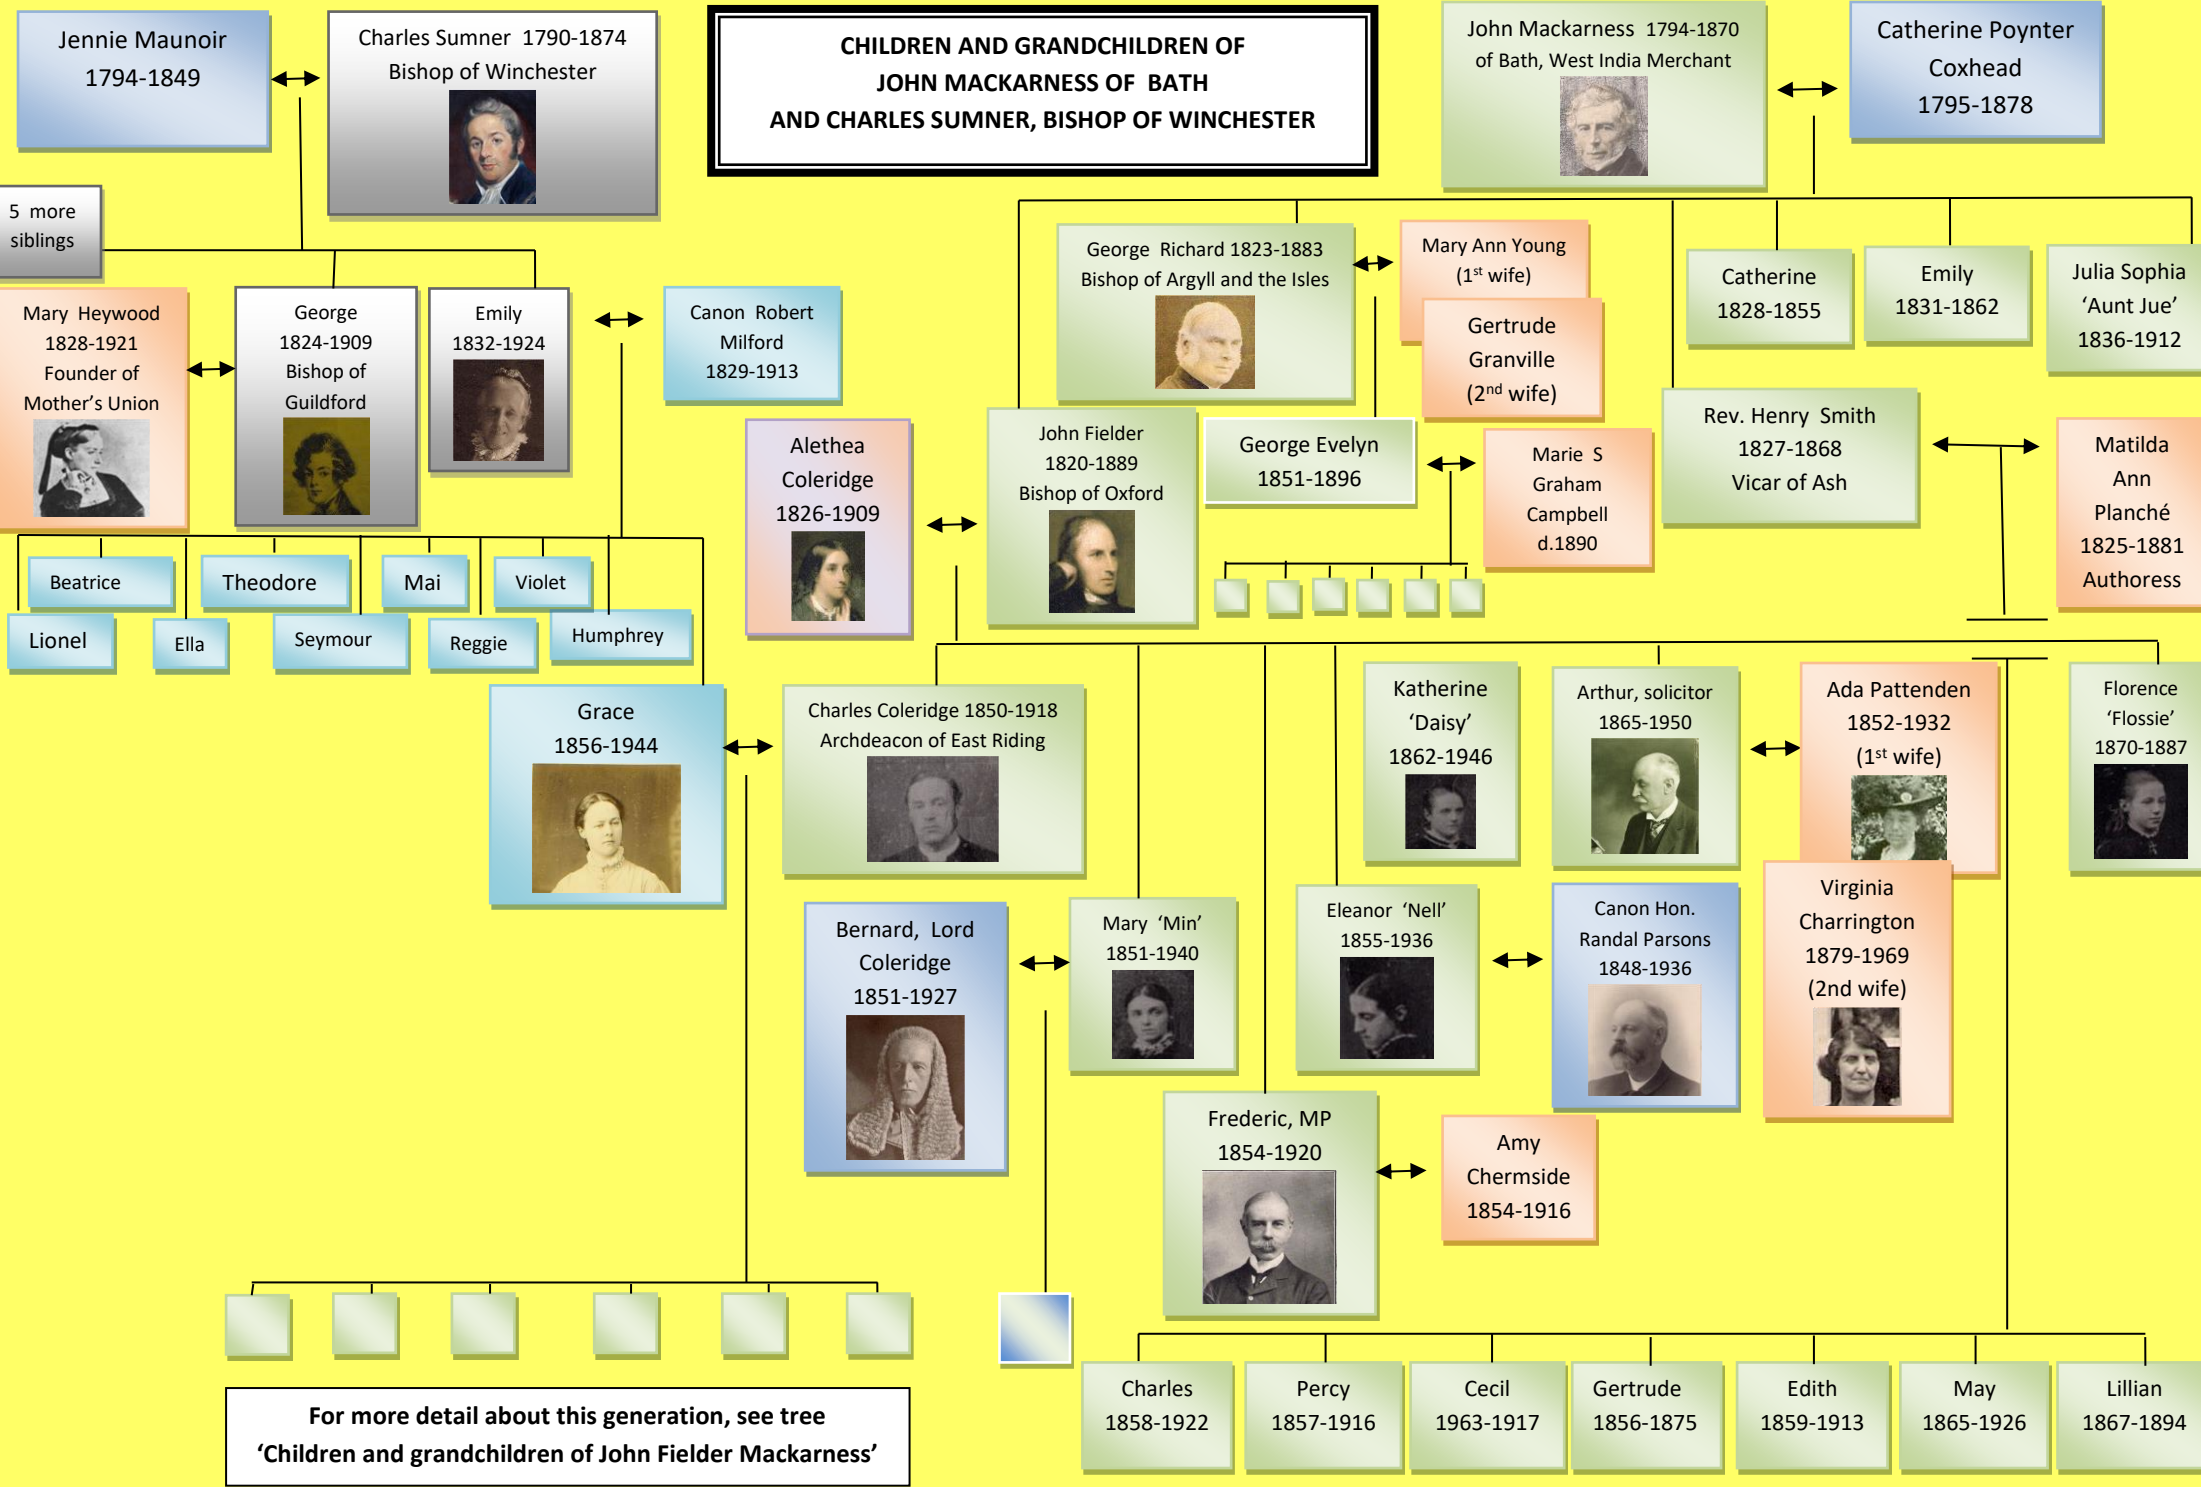 Jennie Maunoir
1794-1849
Charles Sumner 1790-1874
Bishop of Winchester
CHILDREN AND GRANDCHILDREN OF
JOHN MACKARNESS OF BATH
AND CHARLES SUMNER, BISHOP OF WINCHESTER
John Mackarness 1794-1870
of Bath, West India Merchant
Catherine Poynter
Coxhead
1795-1878
5 more
siblings
Mary Heywood
1828-1921
Founder of
Mother’s Union
George
1824-1909
Bishop of
Guildford
Emily
1832-1924
Canon Robert
Milford
1829-1913
George Richard 1823-1883
Bishop of Argyll and the Isles
Mary Ann Young
(1st wife)
Gertrude
Granville
(2nd wife)
Catherine
1828-1855
Emily
1831-1862
Julia Sophia
‘Aunt Jue’
1836-1912
Alethea
Coleridge
1826-1909
John Fielder
1820-1889
Bishop of Oxford
George Evelyn
1851-1896
Marie S
Graham
Campbell
d.1890
Rev. Henry Smith
1827-1868
Vicar of Ash
Matilda
Ann
Planché
1825-1881
Authoress
Beatrice
Theodore
Mai
Violet
Lionel
Ella
Seymour
Reggie
Humphrey
Grace
1856-1944
Charles Coleridge 1850-1918
Archdeacon of East Riding
Katherine
‘Daisy’
1862-1946
Arthur, solicitor
1865-1950
Ada Pattenden
1852-1932
(1st wife)
Florence
‘Flossie’
1870-1887
Bernard, Lord
Coleridge
1851-1927
Mary ‘Min’
1851-1940
Eleanor ‘Nell’
1855-1936
Canon Hon.
Randal Parsons
1848-1936
Virginia
Charrington
1879-1969
(2nd wife)
Frederic, MP
1854-1920
Amy
Chermside
1854-1916
Charles
1858-1922
Percy
1857-1916
Cecil
1963-1917
Gertrude
1856-1875
Edith
1859-1913
May
1865-1926
Lillian
1867-1894
For more detail about this generation, see tree
‘Children and grandchildren of John Fielder Mackarness’